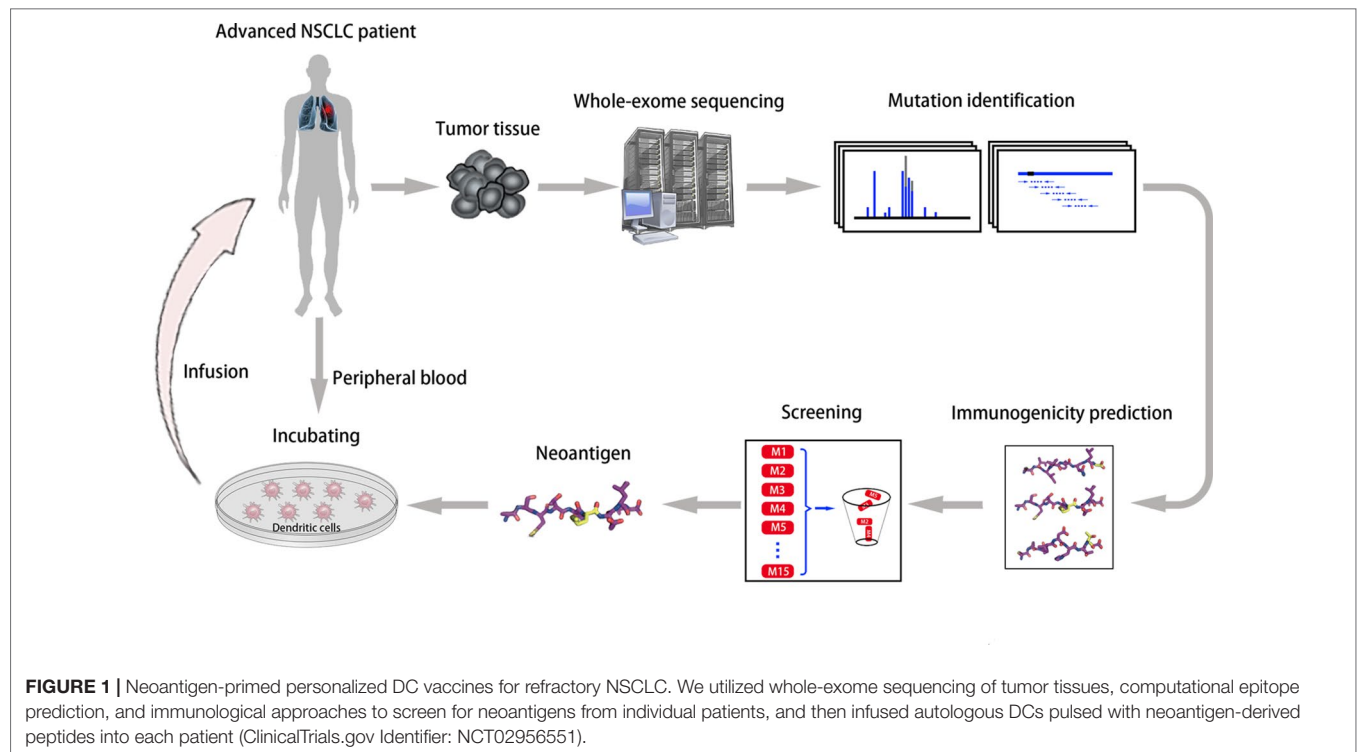 Advanced NSCLC patient
Tumor tissue
Whole-exome sequencing
Mutation identification
Infusion
Peripheral blood
Incubating
Dendritic cells
Neoantigen
Screening
M1
M2
M3
M4
M5
M15
M2
Immunogenicity prediction
FIGURE 1 | Neoantigen-primed personalized DC vaccines for refractory NSCLC. We utilized whole-exome sequencing of tumor tissues, computational epitope
prediction, and immunological approaches to screen for neoantigens from individual patients, and then infused autologous DCs pulsed with neoantigen-derived
peptides into each patient (ClinicalTrials.gov Identifier: NCT02956551).